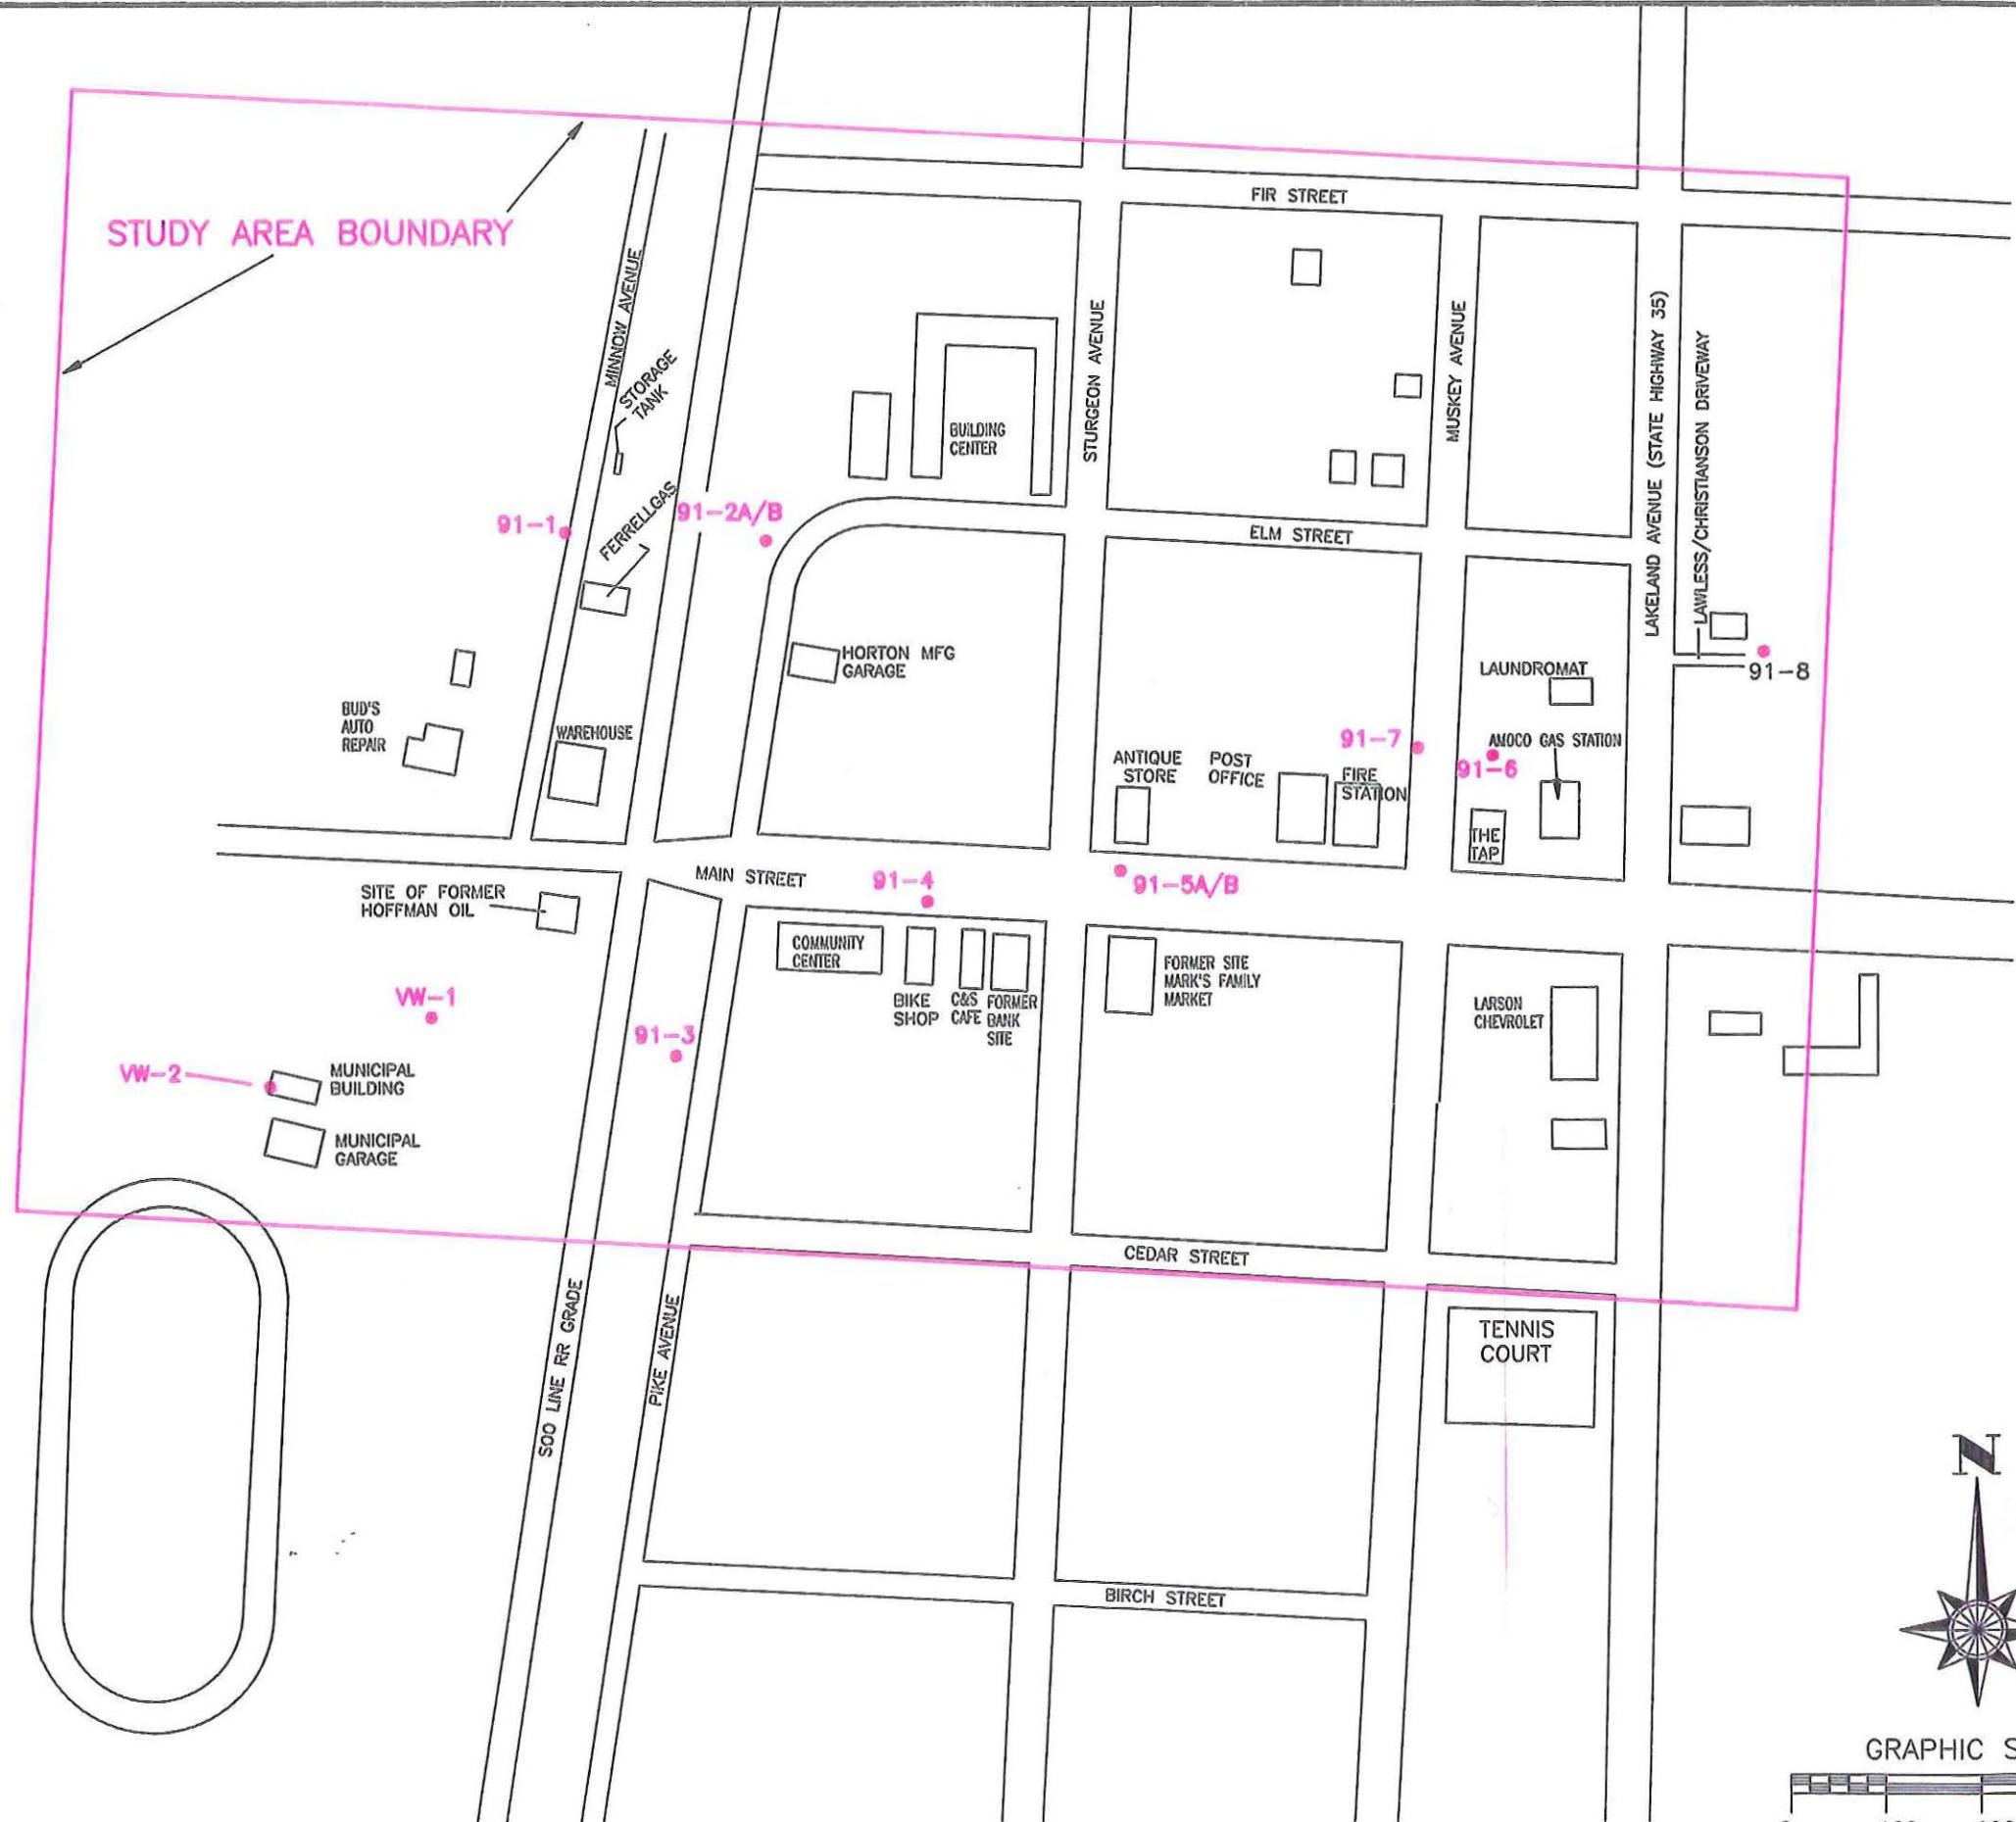 FIR STREET
STUDY AREA BOUNDARY
MINNOW AVENUE
STORAGE
TANK
STURGEON AVENUE
MUSKEY AVENUE
LAKELAND AVENUE (STATE HIGHWAY 35)
LAWLESS/CHRISTIANSON DRIVEWAY
BUILDING
CENTER
91-1
FERRELLGAS
91-2A/B
ELM STREET
HORTON MFG
GARAGE
LAUNDROMAT
91-8
BUD'S
AUTO
REPAIR
WAREHOUSE
91-7
AMOCO GAS STATION
91-6
ANTIQUE
STORE
POST
OFFICE
FIRE
STATION
THE
TAP
MAIN STREET
91-4
91-5A/B
SITE OF FORMER
HOFFMAN OIL
COMMUNITY
CENTER
BIKE
SHOP
C&S
CAFE
FORMER
BANK
SITE
FORMER SITE
MARK'S FAMILY
MARKET
LARSON
CHEVROLET
VW-1
91-3
VW-2
MUNICIPAL
BUILDING
MUNICIPAL
GARAGE
CEDAR STREET
SOO LINE RR GRADE
PIKE AVENUE
TENNIS
COURT
N
BIRCH STREET
GRAPHIC S